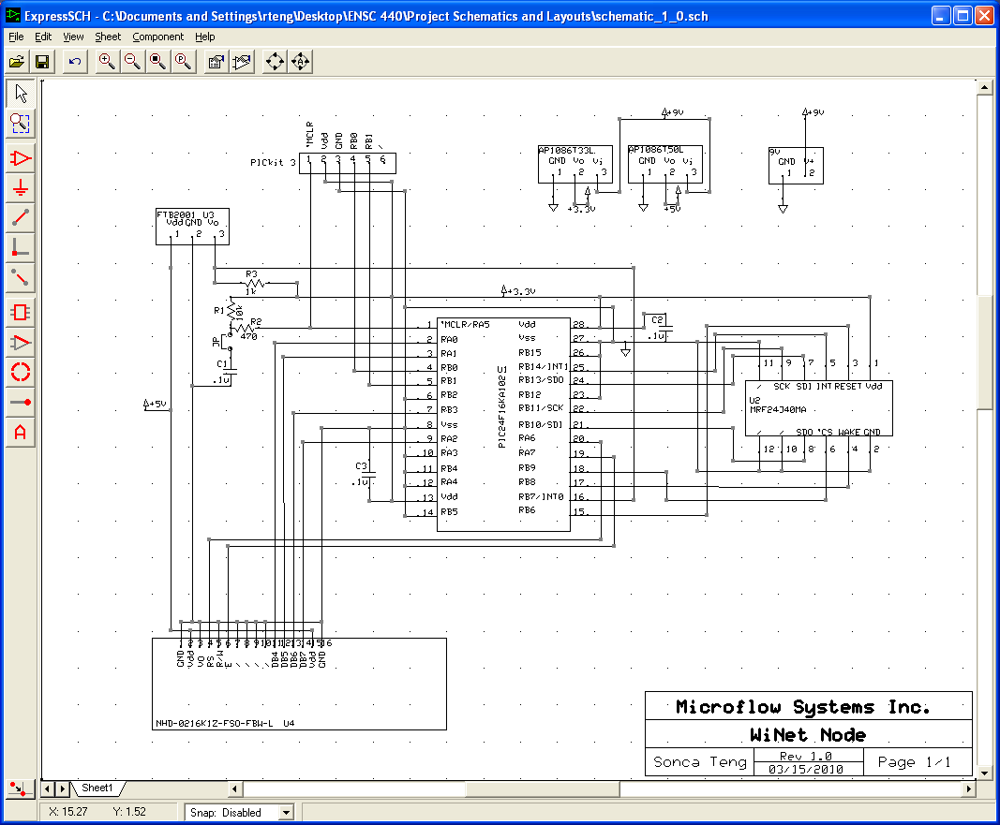 ExpressSCH - C:\Documents and Settings\rteng\Desktop\ENSC 440\Project Schematics and Layouts\schematic_1_0.sch
File Edit View Sheet Component Help
PICkit 3
*MCLR
Vdd
GND
RB0
RB1
/
1 2 3 4 5 6
AP1086T33L
GND Vo Vi
1 2 3
+3.3V
+9V
AP1086T50L
GND Vo Vi
1 2 3
+5V
+9V
9V
GND V+
1 2
FTB2001 U3
Vdd GND Vo
1 2 3
R3
1k
R1
10k
R2
470
JP
C1
.1u
+5V
+3.3V
C2
.1u
C3
.1u
U1
PIC24F16KA102
1 *MCLR/RA5 Vdd 28
2 RA0 Vss 27
3 RA1 RB15 26
4 RB0 RB14/INT1 25
5 RB1 RB13/SDO 24
6 RB2 RB12 23
7 RB3 RB11/SCK 22
8 Vss RB10/SDI 21
9 RA2 RA6 20
10 RA3 RA7 19
11 RB4 RB9 18
12 RA4 RB8 17
13 Vdd RB7/INT0 16
14 RB5 RB6 15
11 9 7 5 3 1
/ SCK SDI INT RESET Vdd
U2
MRF24J40MA
/ / SDO *CS WAKE GND
12 10 8 6 4 2
1 2 3 4 5 6 7 8 9 10 11 12 13 14 15 16
GND
Vdd
VO
RS
R/W
E
/
/
/
/
DB4
DB5
DB6
DB7
Vdd
GND
NHD-0216K1Z-FSO-FBW-L U4
Microflow Systems Inc.
WiNet Node
Sonca Teng
Rev 1.0
03/15/2010
Page 1/1
Sheet1
X: 15.27 Y: 1.52 Snap: Disabled